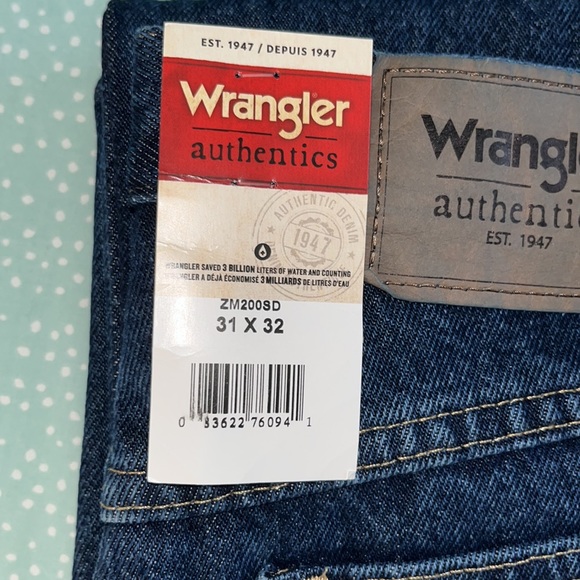 EST. 1947 / DEPUIS 1947
Wrangler
authentics
AUTHENTIC DENIM
1947
WRANGLER SAVED 3 BILLION LITERS OF WATER AND COUNTING
WRANGLER A DÉJÀ ÉCONOMISÉ 3 MILLIARDS DE LITRES D'EAU
ZM200SD
31 X 32
0 33622 76094 1
Wrangl
authentic
EST. 1947